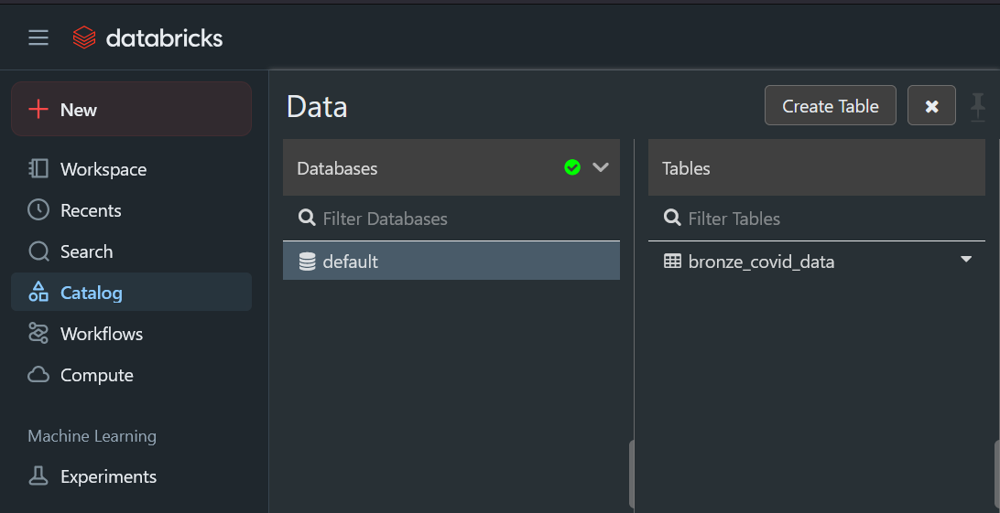 databricks
New
Workspace
Recents
Search
Catalog
Workflows
Compute
Machine Learning
Experiments
Data
Create Table
Databases
Filter Databases
default
Tables
Filter Tables
bronze_covid_data